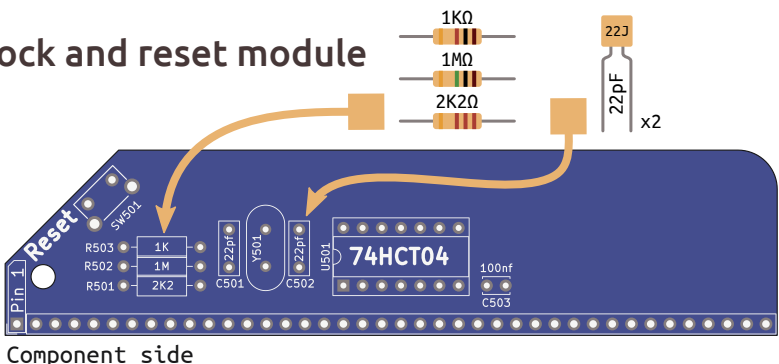 ock and reset module
1KΩ
1MΩ
2K2Ω
22J
22pF
x2
Reset
SW501
R503
1K
R502
1M
R501
2K2
22pf
C501
Y501
22pf
C502
U501
74HCT04
100nf
C503
Pin 1
Component side